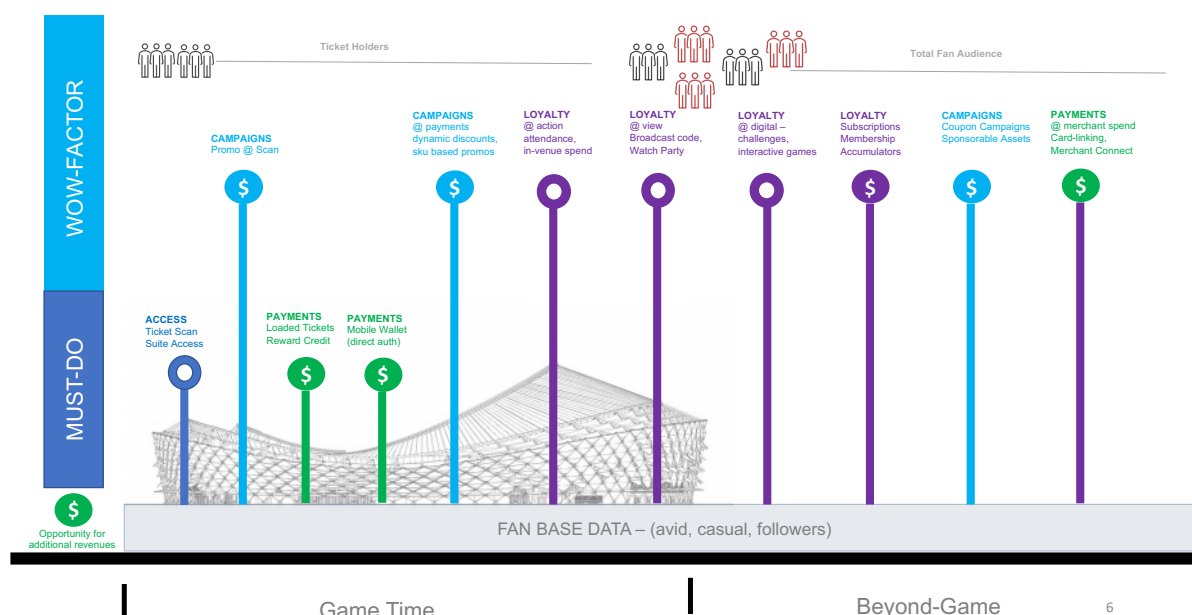 WOW-FACTOR
MUST-DO
$
Opportunity for
additional revenues
Ticket Holders
Total Fan Audience
ACCESS
Ticket Scan
Suite Access
CAMPAIGNS
Promo @ Scan
$
PAYMENTS
Loaded Tickets
Reward Credit
$
PAYMENTS
Mobile Wallet
(direct auth)
$
CAMPAIGNS
@ payments
dynamic discounts,
sku based promos
$
LOYALTY
@ action
attendance,
in-venue spend
LOYALTY
@ view
Broadcast code,
Watch Party
LOYALTY
@ digital –
challenges,
interactive games
LOYALTY
Subscriptions
Membership
Accumulators
$
CAMPAIGNS
Coupon Campaigns
Sponsorable Assets
$
PAYMENTS
@ merchant spend
Card-linking,
Merchant Connect
$
FAN BASE DATA – (avid, casual, followers)
Game Time
Beyond-Game
6